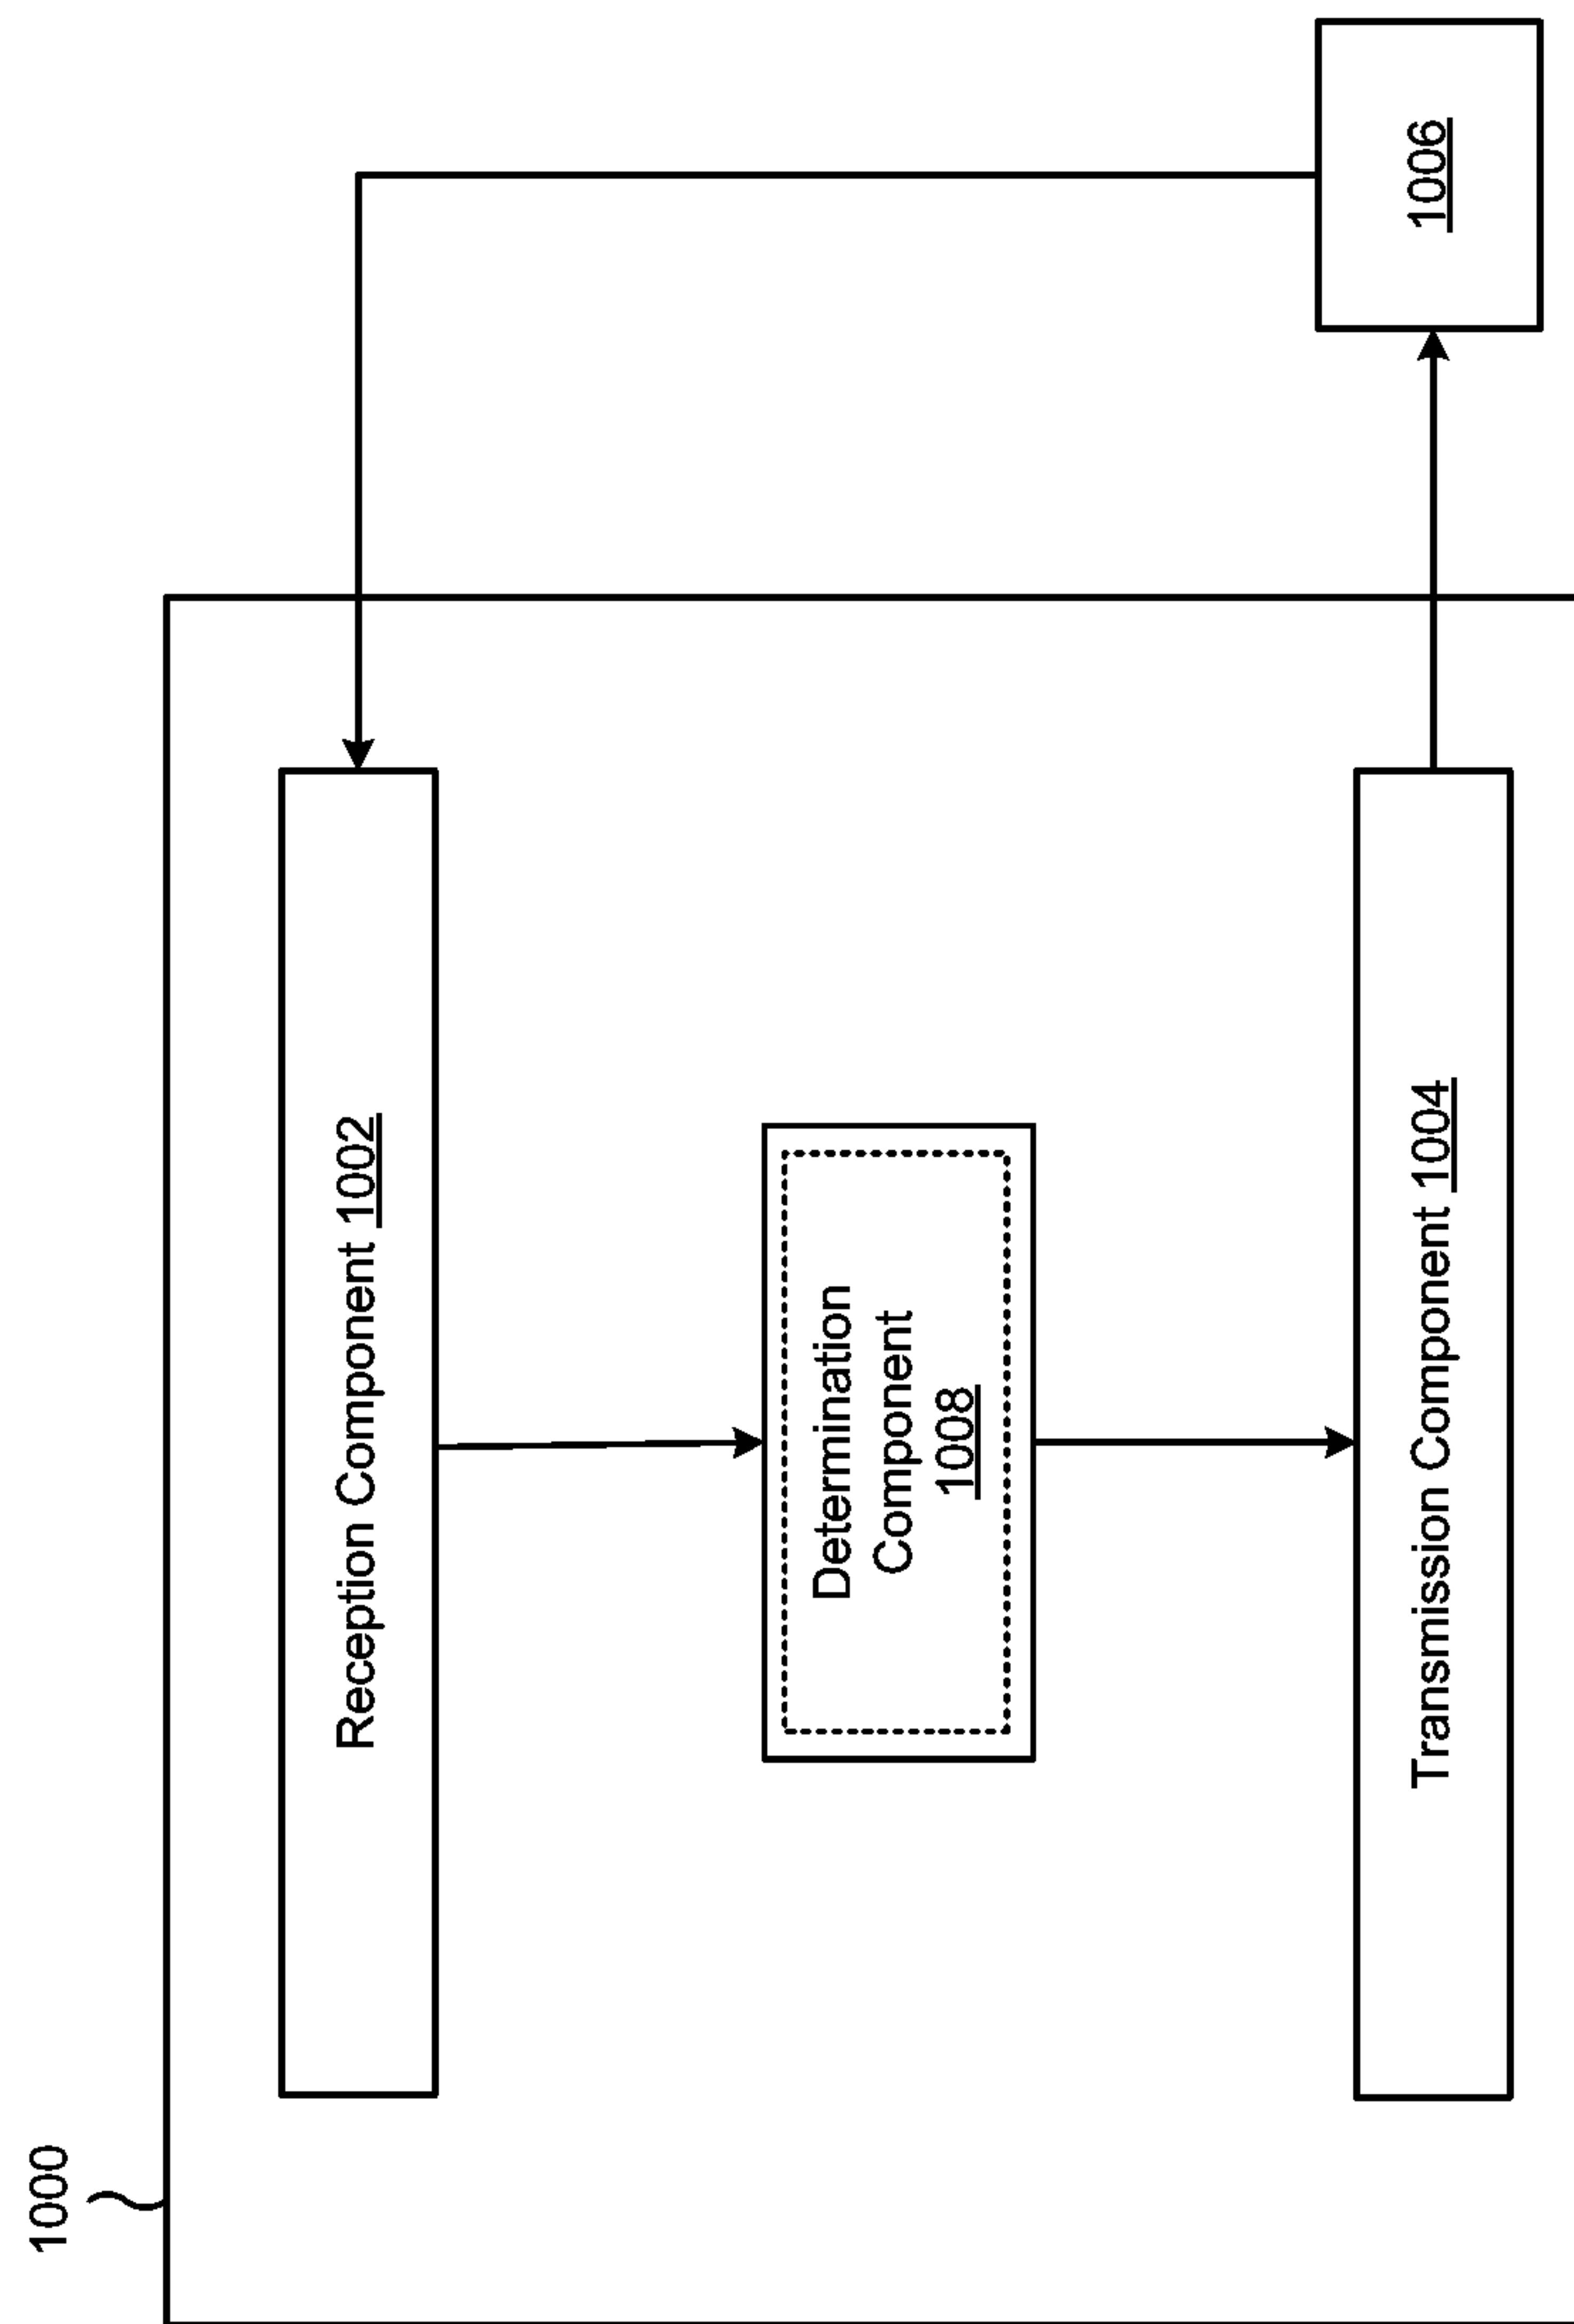 1000
Reception Component 1002
Determination
Component
1008
Transmission Component 1004
1006